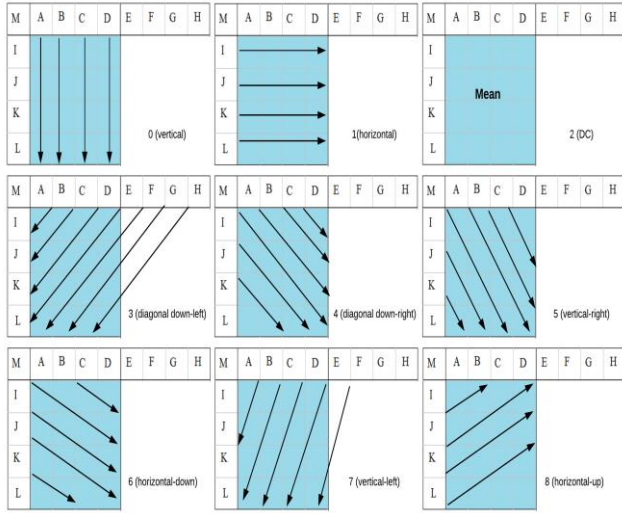 M A B C D E F G H
I
J
K
L
0 (vertical)
M A B C D E F G H
I
J
K
L
1(horizontal)
M A B C D E F G H
I
J
K
L
Mean
2 (DC)
M A B C D E F G H
I
J
K
L
3 (diagonal down-left)
M A B C D E F G H
I
J
K
L
4 (diagonal down-right)
M A B C D E F G H
I
J
K
L
5 (vertical-right)
M A B C D E F G H
I
J
K
L
6 (horizontal-down)
M A B C D E F G H
I
J
K
L
7 (vertical-left)
M A B C D E F G H
I
J
K
L
8 (horizontal-up)